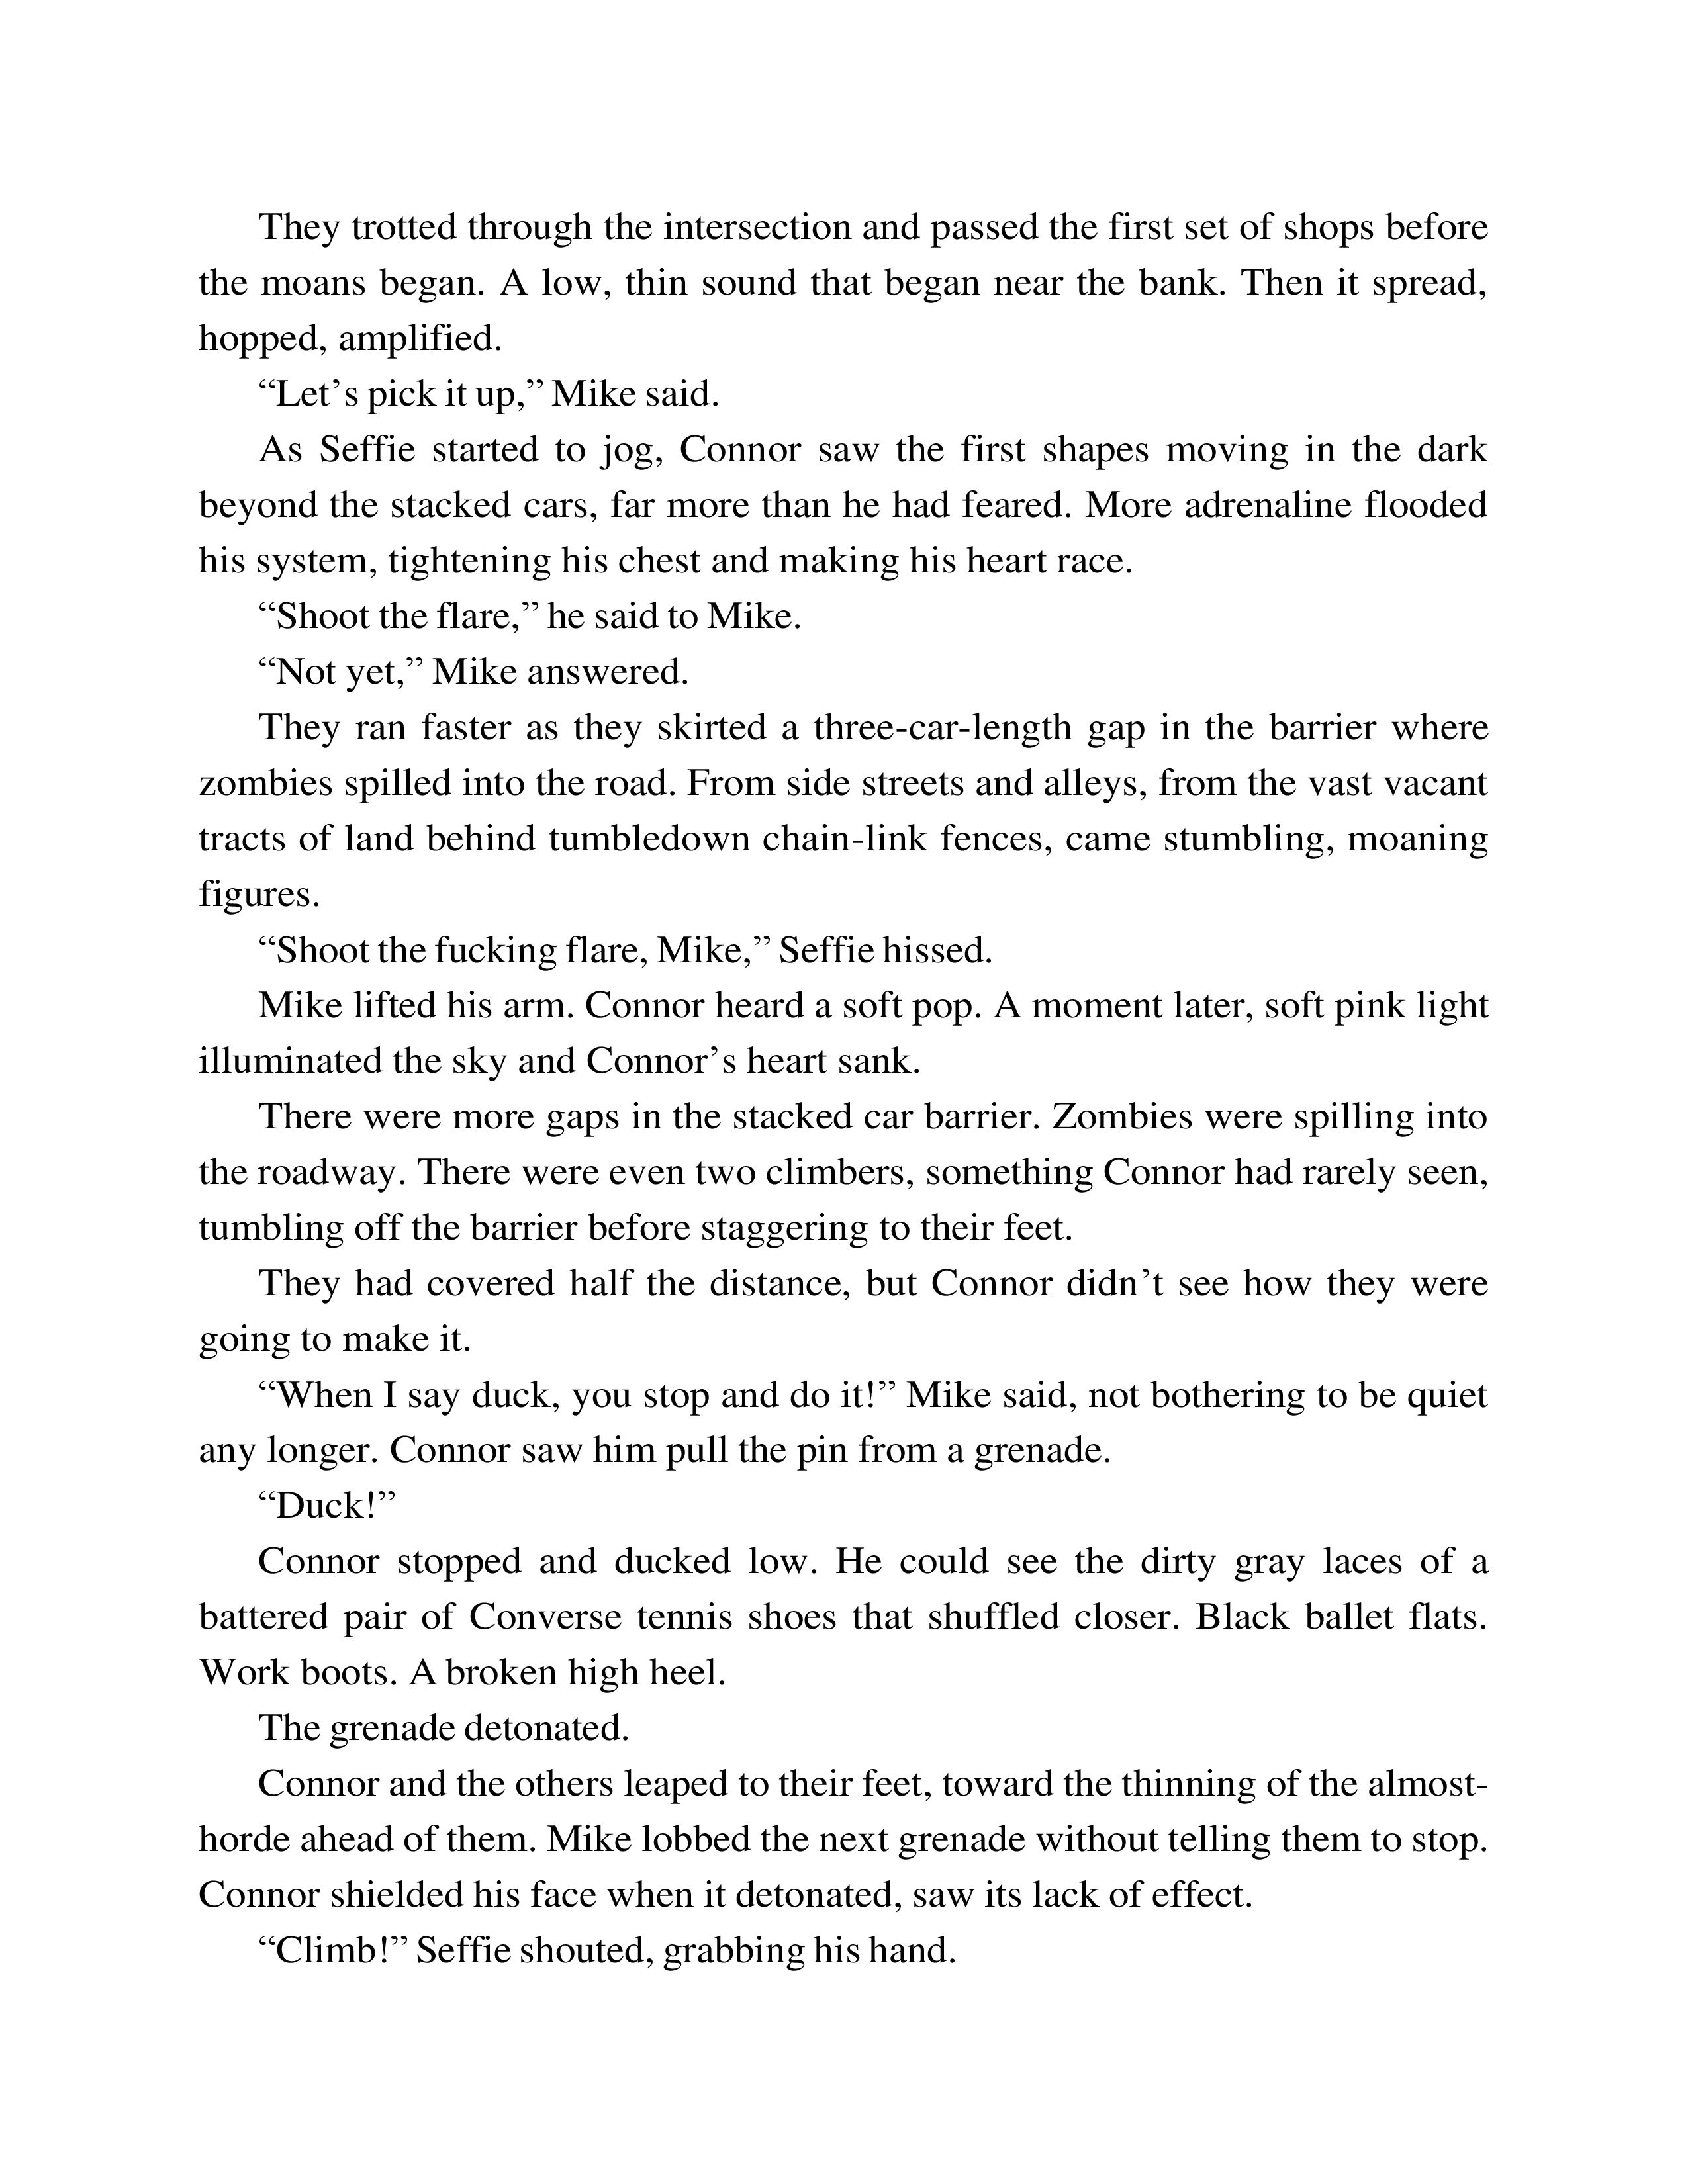 They trotted through the intersection and passed the first set of shops before
the moans began. A low, thin sound that began near the bank. Then it spread,
hopped, amplified.
“Let’s pick it up,” Mike said.
As Seffie started to jog, Connor saw the first shapes moving in the dark
beyond the stacked cars, far more than he had feared. More adrenaline flooded
his system, tightening his chest and making his heart race.
“Shoot the flare,” he said to Mike.
“Not yet,” Mike answered.
They ran faster as they skirted a three-car-length gap in the barrier where
zombies spilled into the road. From side streets and alleys, from the vast vacant
tracts of land behind tumbledown chain-link fences, came stumbling, moaning
figures.
“Shoot the fucking flare, Mike,” Seffie hissed.
Mike lifted his arm. Connor heard a soft pop. A moment later, soft pink light
illuminated the sky and Connor’s heart sank.
There were more gaps in the stacked car barrier. Zombies were spilling into
the roadway. There were even two climbers, something Connor had rarely seen,
tumbling off the barrier before staggering to their feet.
They had covered half the distance, but Connor didn’t see how they were
going to make it.
“When I say duck, you stop and do it!” Mike said, not bothering to be quiet
any longer. Connor saw him pull the pin from a grenade.
“Duck!”
Connor stopped and ducked low. He could see the dirty gray laces of a
battered pair of Converse tennis shoes that shuffled closer. Black ballet flats.
Work boots. A broken high heel.
The grenade detonated.
Connor and the others leaped to their feet, toward the thinning of the almost-
horde ahead of them. Mike lobbed the next grenade without telling them to stop.
Connor shielded his face when it detonated, saw its lack of effect.
“Climb!” Seffie shouted, grabbing his hand.